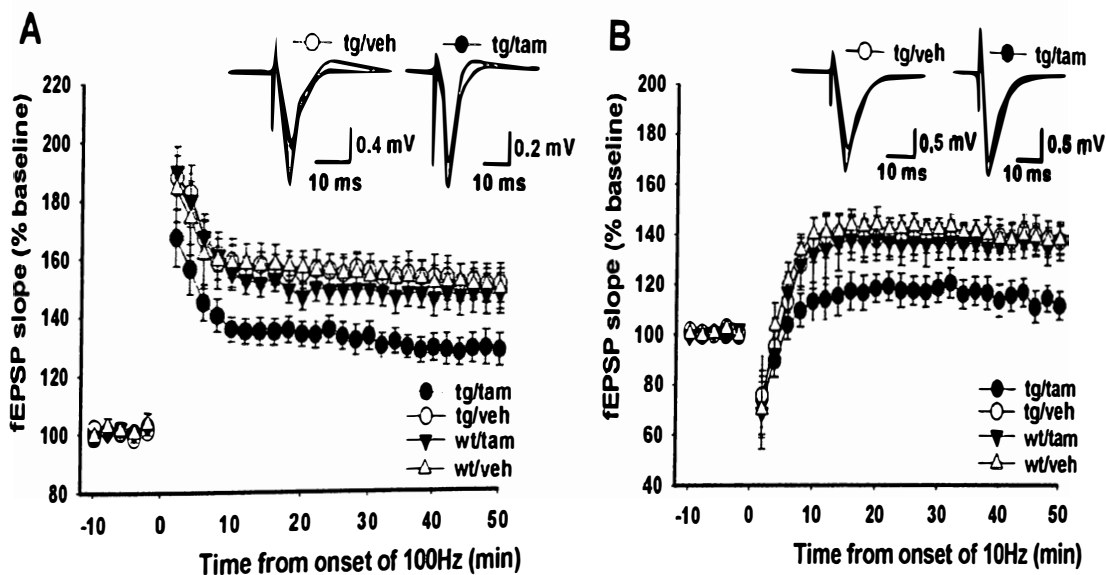 A
tg/veh
tg/tam
fEPSP slope (% baseline)
220
200
180
160
140
120
100
80
0.4 mV
10 ms
0.2 mV
10 ms
tg/tam
tg/veh
wt/tam
wt/veh
-10
0
10
20
30
40
50
Time from onset of 100Hz (min)
B
tg/veh
tg/tam
fEPSP slope (% baseline)
200
180
160
140
120
100
80
60
40
0,5 mV
10 ms
0.5 mV
10 ms
tg/tam
tg/veh
wt/tam
wt/veh
-10
0
10
20
30
40
50
Time from onset of 10Hz (min)